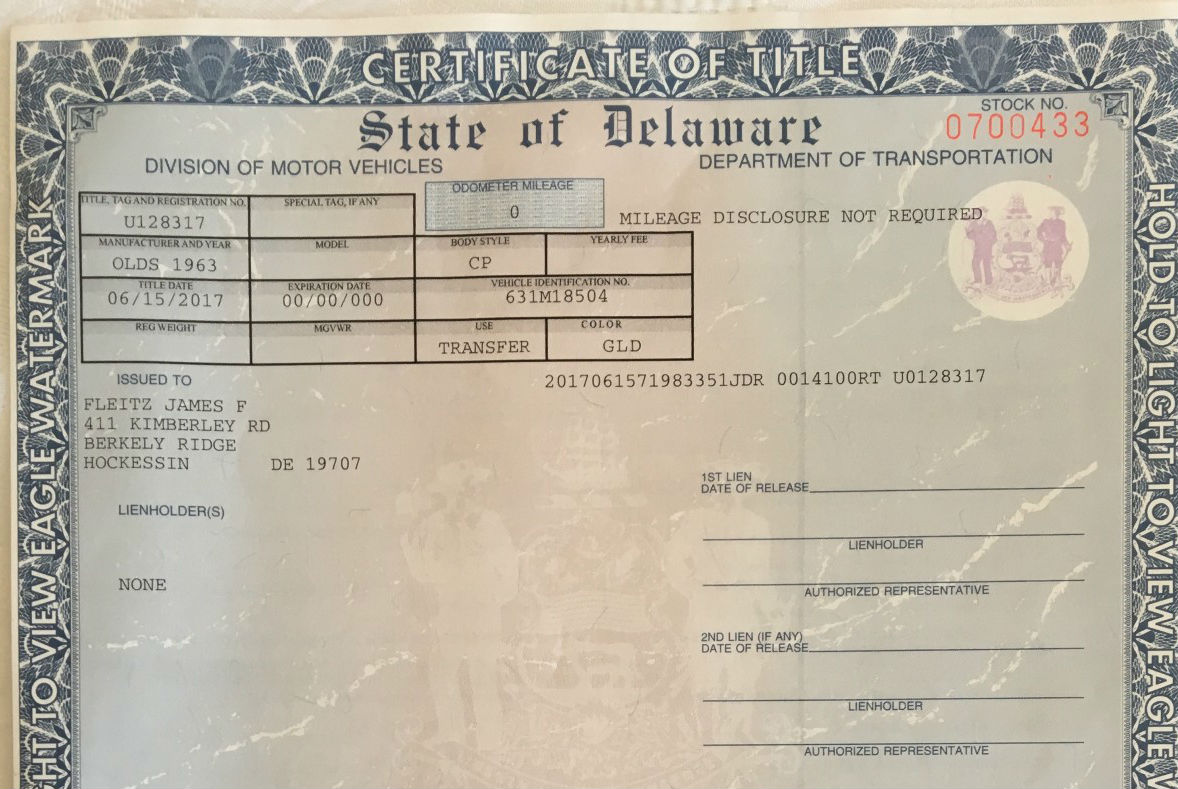 CERTIFICATE OF TITLE
State of Delaware
STOCK NO.
0700433
DIVISION OF MOTOR VEHICLES
DEPARTMENT OF TRANSPORTATION
ODOMETER MILEAGE
0
MILEAGE DISCLOSURE NOT REQUIRED
TITLE, TAG AND REGISTRATION NO.
SPECIAL TAG, IF ANY
U128317
MANUFACTURER AND YEAR
MODEL
BODY STYLE
YEARLY FEE
OLDS 1963
CP
TITLE DATE
EXPIRATION DATE
VEHICLE IDENTIFICATION NO.
06/15/2017
00/00/000
631M18504
REG WEIGHT
MGVWR
USE
COLOR
TRANSFER
GLD
ISSUED TO
2017061571983351JDR 0014100RT U0128317
FLEITZ JAMES F
411 KIMBERLEY RD
BERKELY RIDGE
HOCKESSIN DE 19707
1ST LIEN
DATE OF RELEASE
LIENHOLDER(S)
LIENHOLDER
NONE
AUTHORIZED REPRESENTATIVE
2ND LIEN (IF ANY)
DATE OF RELEASE
LIENHOLDER
AUTHORIZED REPRESENTATIVE
GHT TO VIEW EAGLE WATERMARK
HOLD TO LIGHT TO VIEW EAGLE W